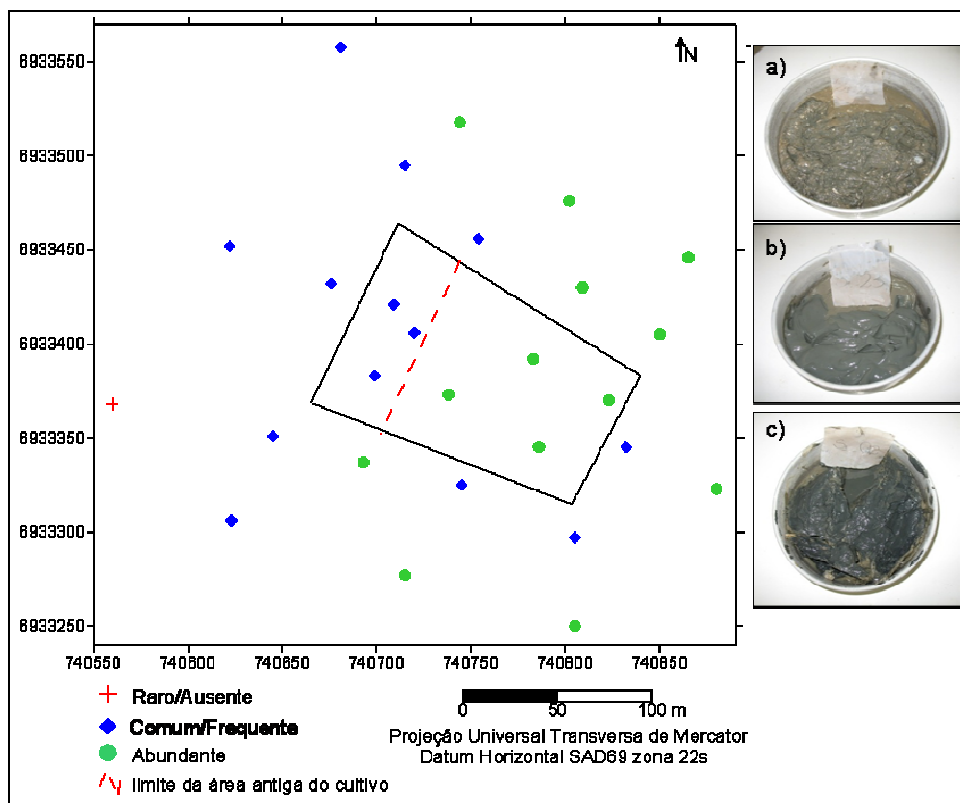 N
6933550
6933500
6933450
6933400
6933350
6933300
6933250
740550 740600 740650 740700 740750 740800 740850
a)
b)
c)
Raro/Ausente
Comum/Frequente
Abundante
limite da área antiga do cultivo
0 50 100 m
Projeção Universal Transversa de Mercator
Datum Horizontal SAD69 zona 22s